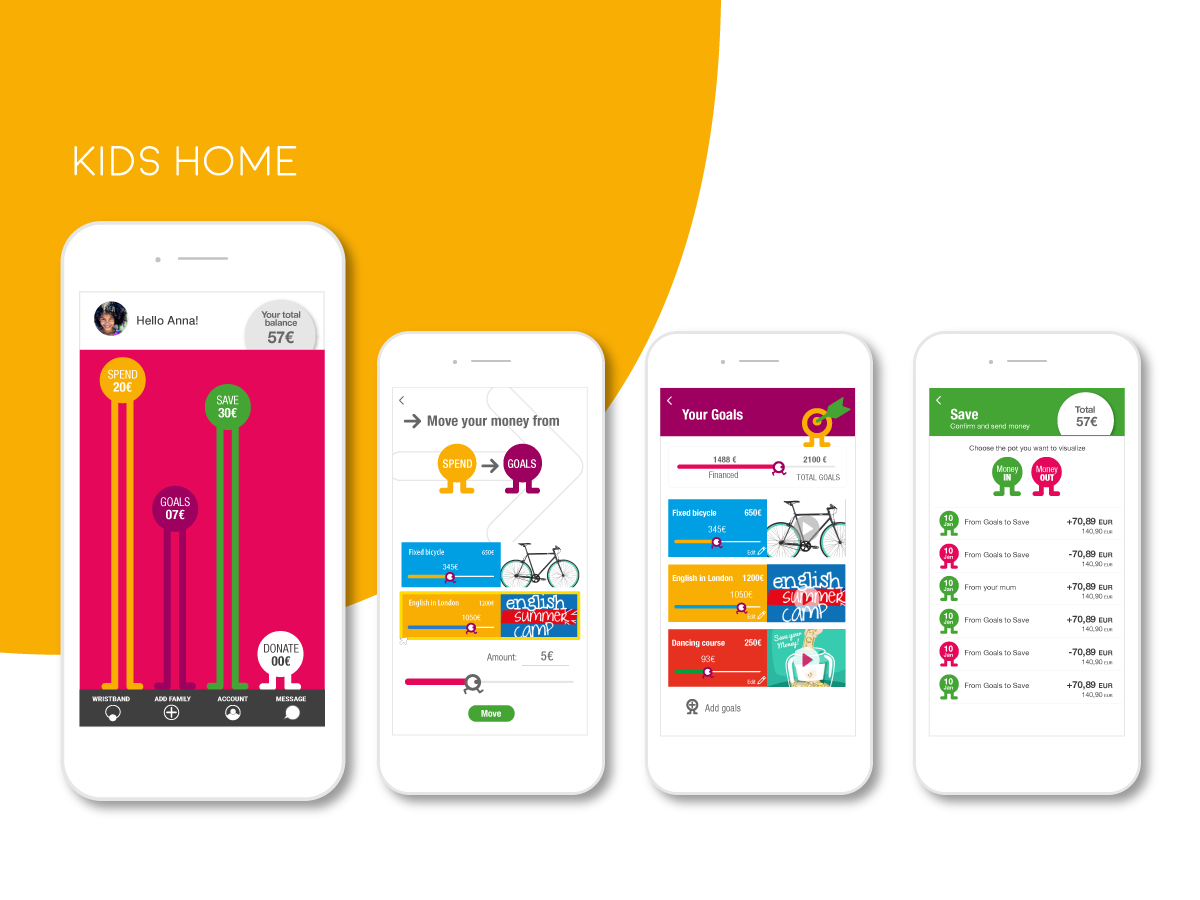 KIDS HOME
Hello Anna!
Your total
balance
57€
SPEND
20€
SAVE
30€
GOALS
07€
DONATE
00€
WRISTBAND
ADD FAMILY
ACCOUNT
MESSAGE
Move your money from
SPEND
GOALS
Fixed bicycle
650€
345€
English in London
1200€
1050€
english
summer
camp
Amount:
5€
Move
Your Goals
1488 €
2100 €
Financed
TOTAL GOALS
Fixed bicycle
650€
345€
Edit
English in London
1200€
1050€
Edit
english
summer
camp
Dancing course
250€
93€
Edit
Save your
Money!
Add goals
Save
Confirm and send money
Total
57€
Choose the pot you want to visualize
Money
IN
Money
OUT
10
Jan
From Goals to Save
+70,89 EUR
140,90 EUR
10
Jan
From Goals to Save
-70,89 EUR
140,90 EUR
10
Jan
From your mum
+70,89 EUR
140,90 EUR
10
Jan
From Goals to Save
+70,89 EUR
140,90 EUR
10
Jan
From Goals to Save
-70,89 EUR
140,90 EUR
10
Jan
From Goals to Save
+70,89 EUR
140,90 EUR